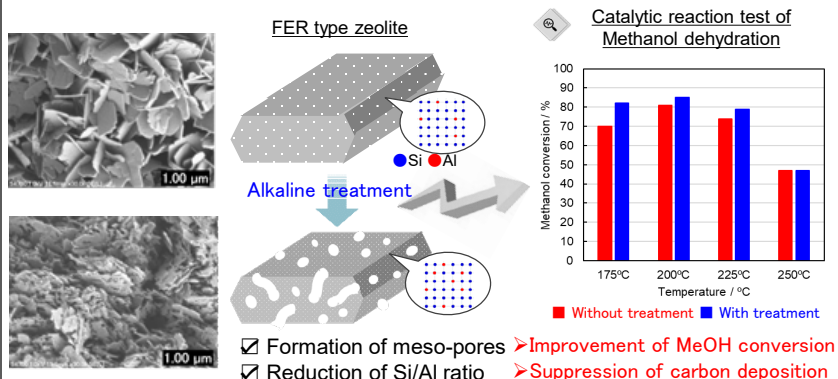 FER type zeolite
1.00 μm
Si Al
Alkaline treatment
1.00 μm
☑ Formation of meso-pores
☑ Reduction of Si/Al ratio
Catalytic reaction test of
Methanol dehydration
Methanol conversion / %
100
90
80
70
60
50
40
30
20
10
0
175ºC 200ºC 225ºC 250ºC
Temperature / ºC
Without treatment With treatment
➢Improvement of MeOH conversion
➢Suppression of carbon deposition